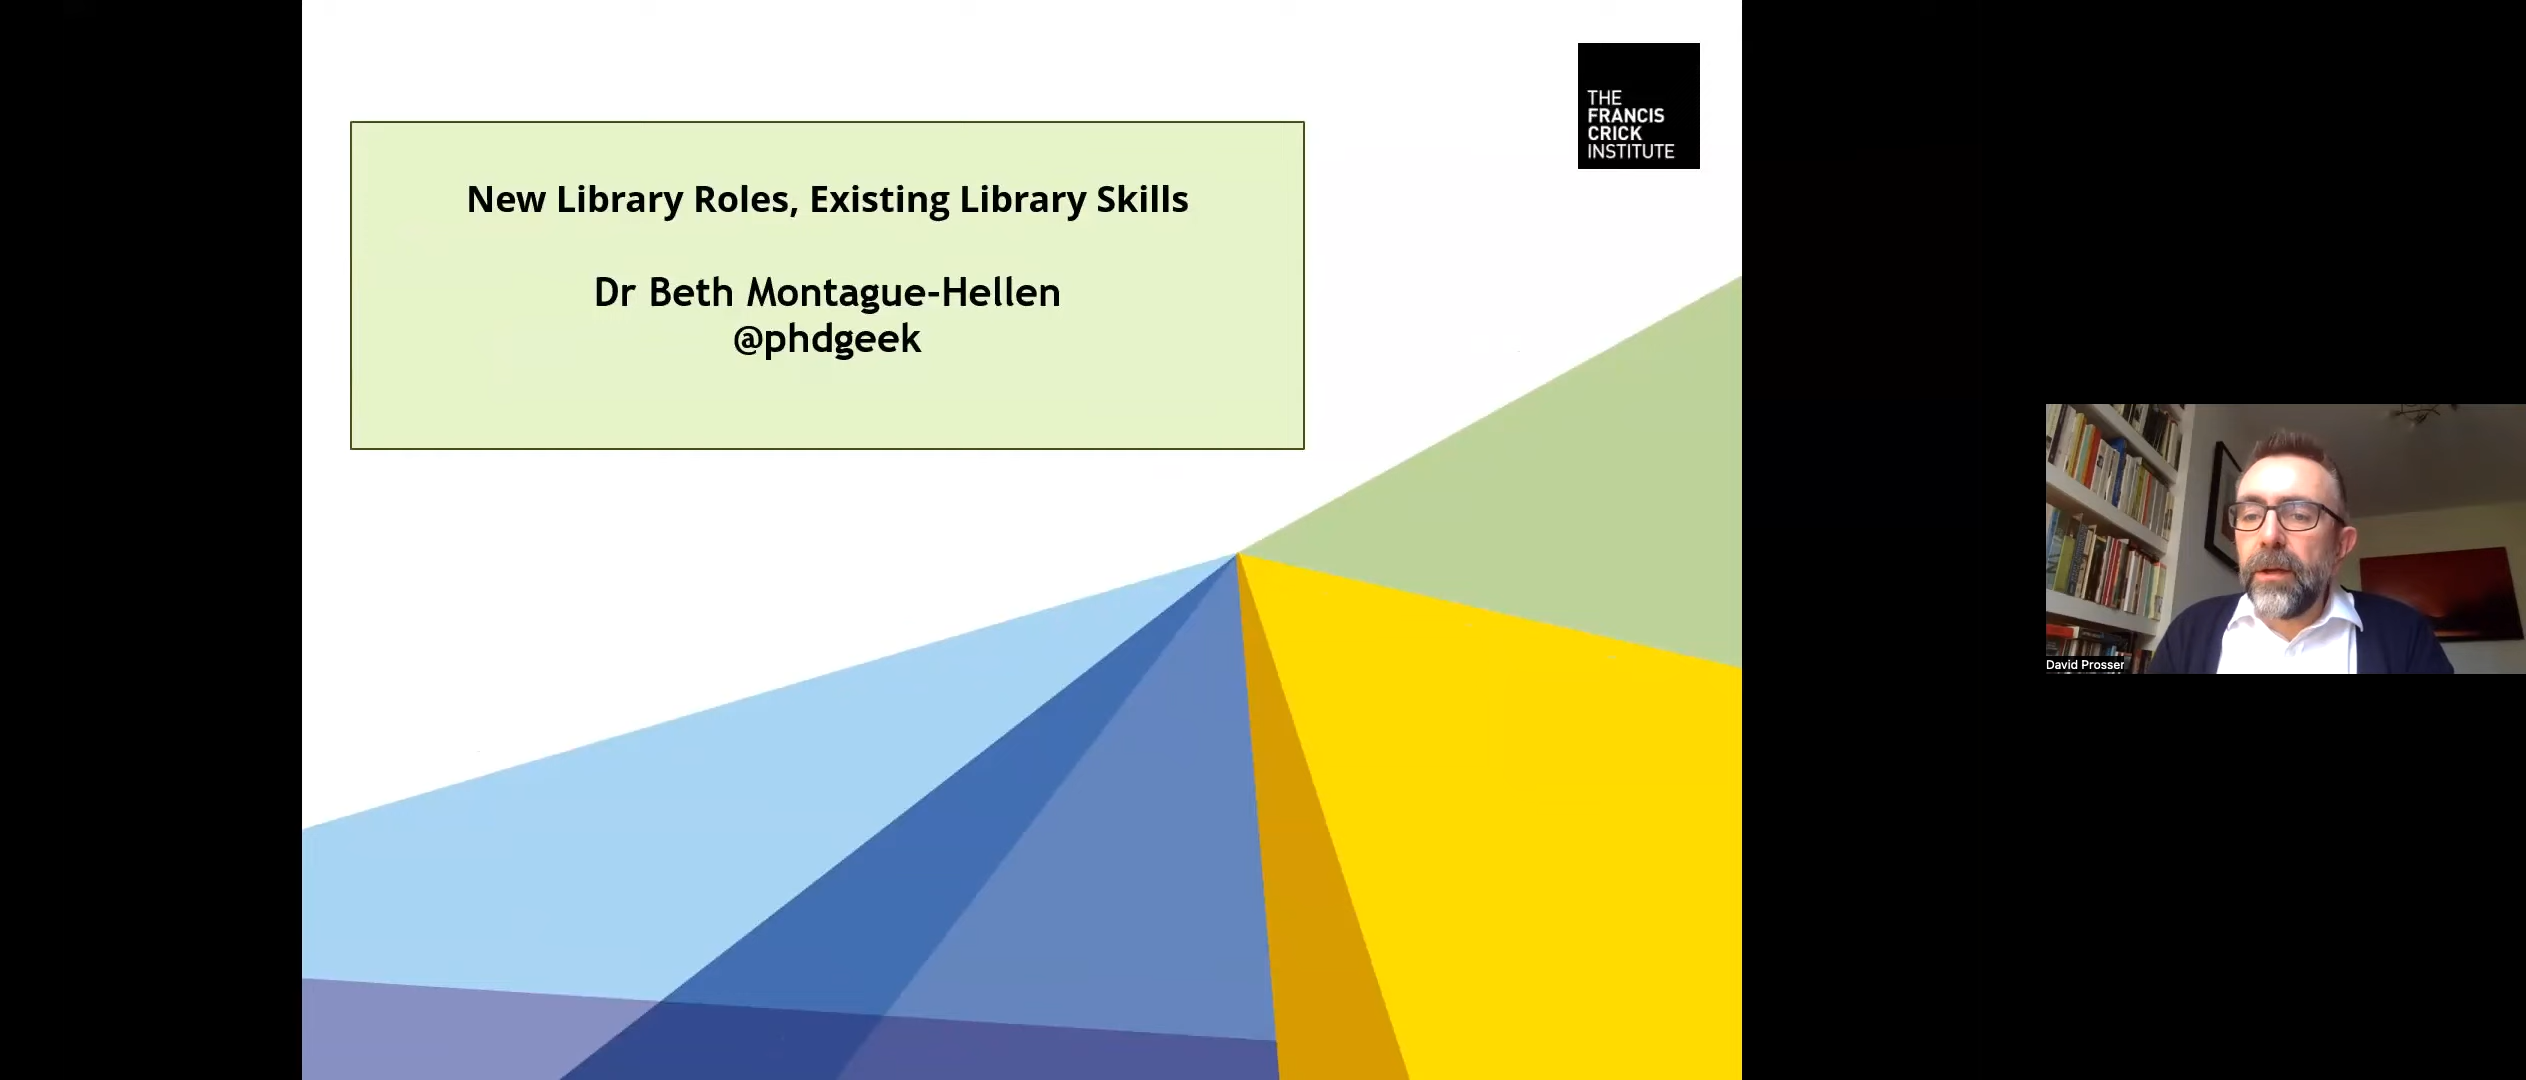 THE
FRANCIS
CRICK
INSTITUTE
New Library Roles, Existing Library Skills
Dr Beth Montague-Hellen
@phdgeek
David Prosser